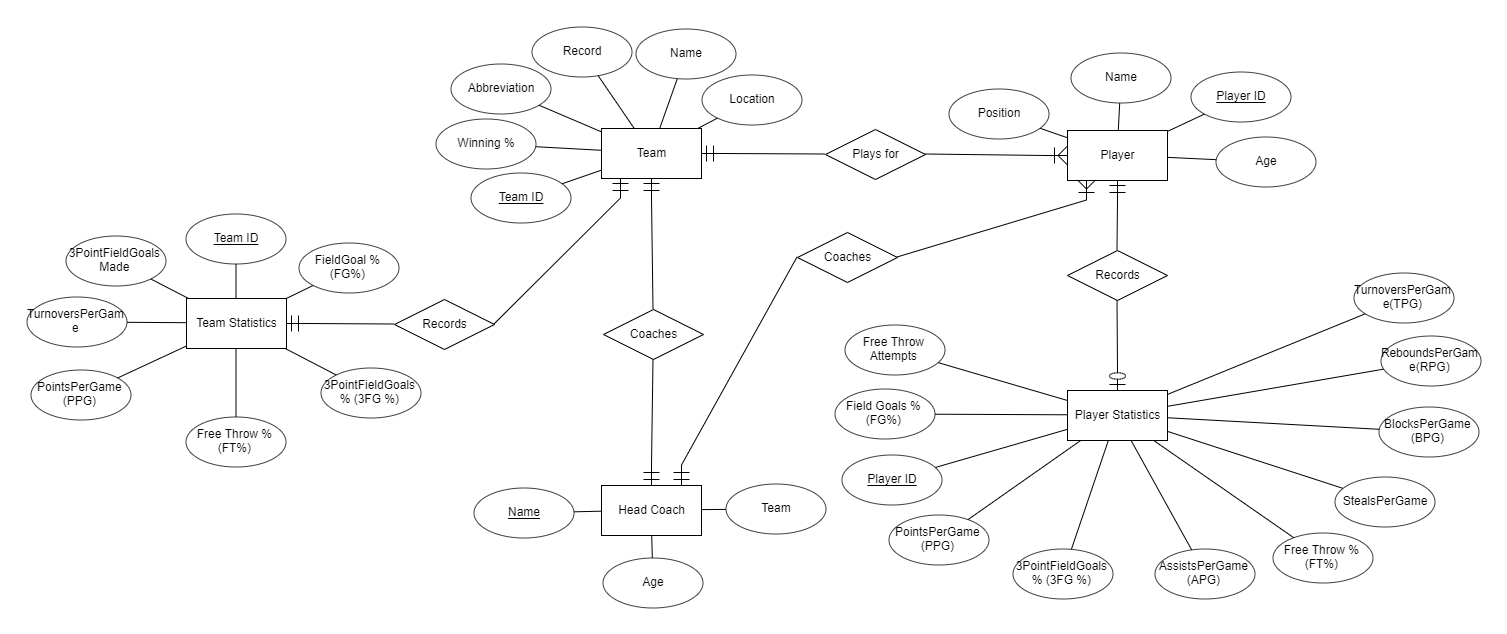 Record
Name
Abbreviation
Location
Winning %
Team
Team ID
Plays for
Position
Name
Player ID
Player
Age
3PointFieldGoals
Made
Team ID
FieldGoal %
(FG%)
TurnoversPerGam
e
Team Statistics
Records
PointsPerGame
(PPG)
3PointFieldGoals
% (3FG %)
Free Throw %
(FT%)
Coaches
Coaches
Records
Name
Head Coach
Team
Age
Free Throw
Attempts
TurnoversPerGam
e(TPG)
ReboundsPerGam
e(RPG)
Field Goals %
(FG%)
Player Statistics
BlocksPerGame
(BPG)
Player ID
StealsPerGame
PointsPerGame
(PPG)
3PointFieldGoals
% (3FG %)
AssistsPerGame
(APG)
Free Throw %
(FT%)